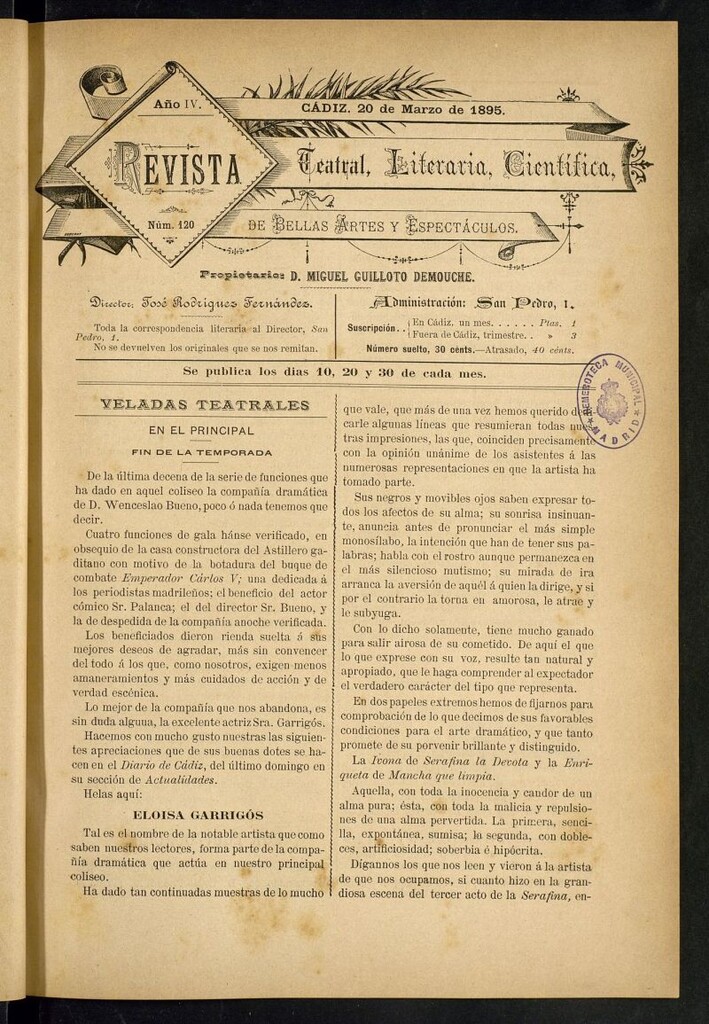 Año IV.
CÁDIZ. 20 de Marzo de 1895.
REVISTA
Teatral, Literaria, Científica,
Núm. 120
DE BELLAS ARTES Y ESPECTÁCULOS.
Propietario: D. MIGUEL GUILLOTO DEMOUCHE.
Director: José Rodríguez Fernández.
Toda la correspondencia literaria al Director, San
Pedro, 1.
No se devuelven los originales que se nos remitan.
Administración: San Pedro, 1.
Suscripción. . { En Cádiz, un mes. . . . . . Ptas. 1
Fuera de Cádiz, trimestre. . » 3
Número suelto, 30 cents.—Atrasado, 40 cénts.
Se publica los dias 10, 20 y 30 de cada mes.
HEMEROTECA MUNICIPAL
MADRID
VELADAS TEATRALES
EN EL PRINCIPAL
FIN DE LA TEMPORADA
De la última decena de la serie de funciones que
ha dado en aquel coliseo la compañía dramática
de D. Wenceslao Bueno, poco ó nada tenemos que
decir.
Cuatro funciones de gala hánse verificado, en
obsequio de la casa constructora del Astillero ga-
ditano con motivo de la botadura del buque de
combate Emperador Cárlos V; una dedicada á
los periodistas madrileños; el beneficio del actor
cómico Sr. Palanca; el del director Sr. Bueno, y
la de despedida de la compañía anoche verificada.
Los beneficiados dieron rienda suelta á sus
mejores deseos de agradar, más sin convencer
del todo á los que, como nosotros, exigen menos
amaneramientos y más cuidados de acción y de
verdad escénica.
Lo mejor de la compañía que nos abandona, es
sin duda alguna, la excelente actriz Sra. Garrigós.
Hacemos con mucho gusto nuestras las siguien-
tes apreciaciones que de sus buenas dotes se ha-
cen en el Diario de Cádiz, del último domingo en
su sección de Actualidades.
Helas aquí:
ELOISA GARRIGÓS
Tal es el nombre de la notable artista que como
saben nuestros lectores, forma parte de la compa-
ñía dramática que actúa en nuestro principal
coliseo.
Ha dado tan continuadas muestras de lo mucho
que vale, que más de una vez hemos querido dedi-
carle algunas líneas que resumieran todas nues-
tras impresiones, las que, coinciden precisamente
con la opinión unánime de los asistentes á las
numerosas representaciones en que la artista ha
tomado parte.
Sus negros y movibles ojos saben expresar to-
dos los afectos de su alma; su sonrisa insinuan-
te, anuncia antes de pronunciar el más simple
monosílabo, la intención que han de tener sus pa-
labras; habla con el rostro aunque permanezca en
el más silencioso mutismo; su mirada de ira
arranca la aversión de aquél á quien la dirige, y si
por el contrario la torna en amorosa, le atrae y
le subyuga.
Con lo dicho solamente, tiene mucho ganado
para salir airosa de su cometido. De aquí el que
lo que exprese con su voz, resulte tan natural y
apropiado, que le haga comprender al espectador
el verdadero carácter del tipo que representa.
En dos papeles extremos hemos de fijarnos para
comprobación de lo que decimos de sus favorables
condiciones para el arte dramático, y que tanto
promete de su porvenir brillante y distinguido.
La Ivona de Serafina la Devota y la Enri-
queta de Mancha que limpia.
Aquella, con toda la inocencia y candor de un
alma pura; ésta, con toda la malicia y repulsio-
nes de una alma pervertida. La primera, senci-
lla, expontánea, sumisa; la segunda, con doble-
ces, artificiosidad; soberbia é hipócrita.
Dígannos los que nos leen y vieron á la artista
de que nos ocupamos, si cuanto hizo en la gran-
diosa escena del tercer acto de la Serafina, en-